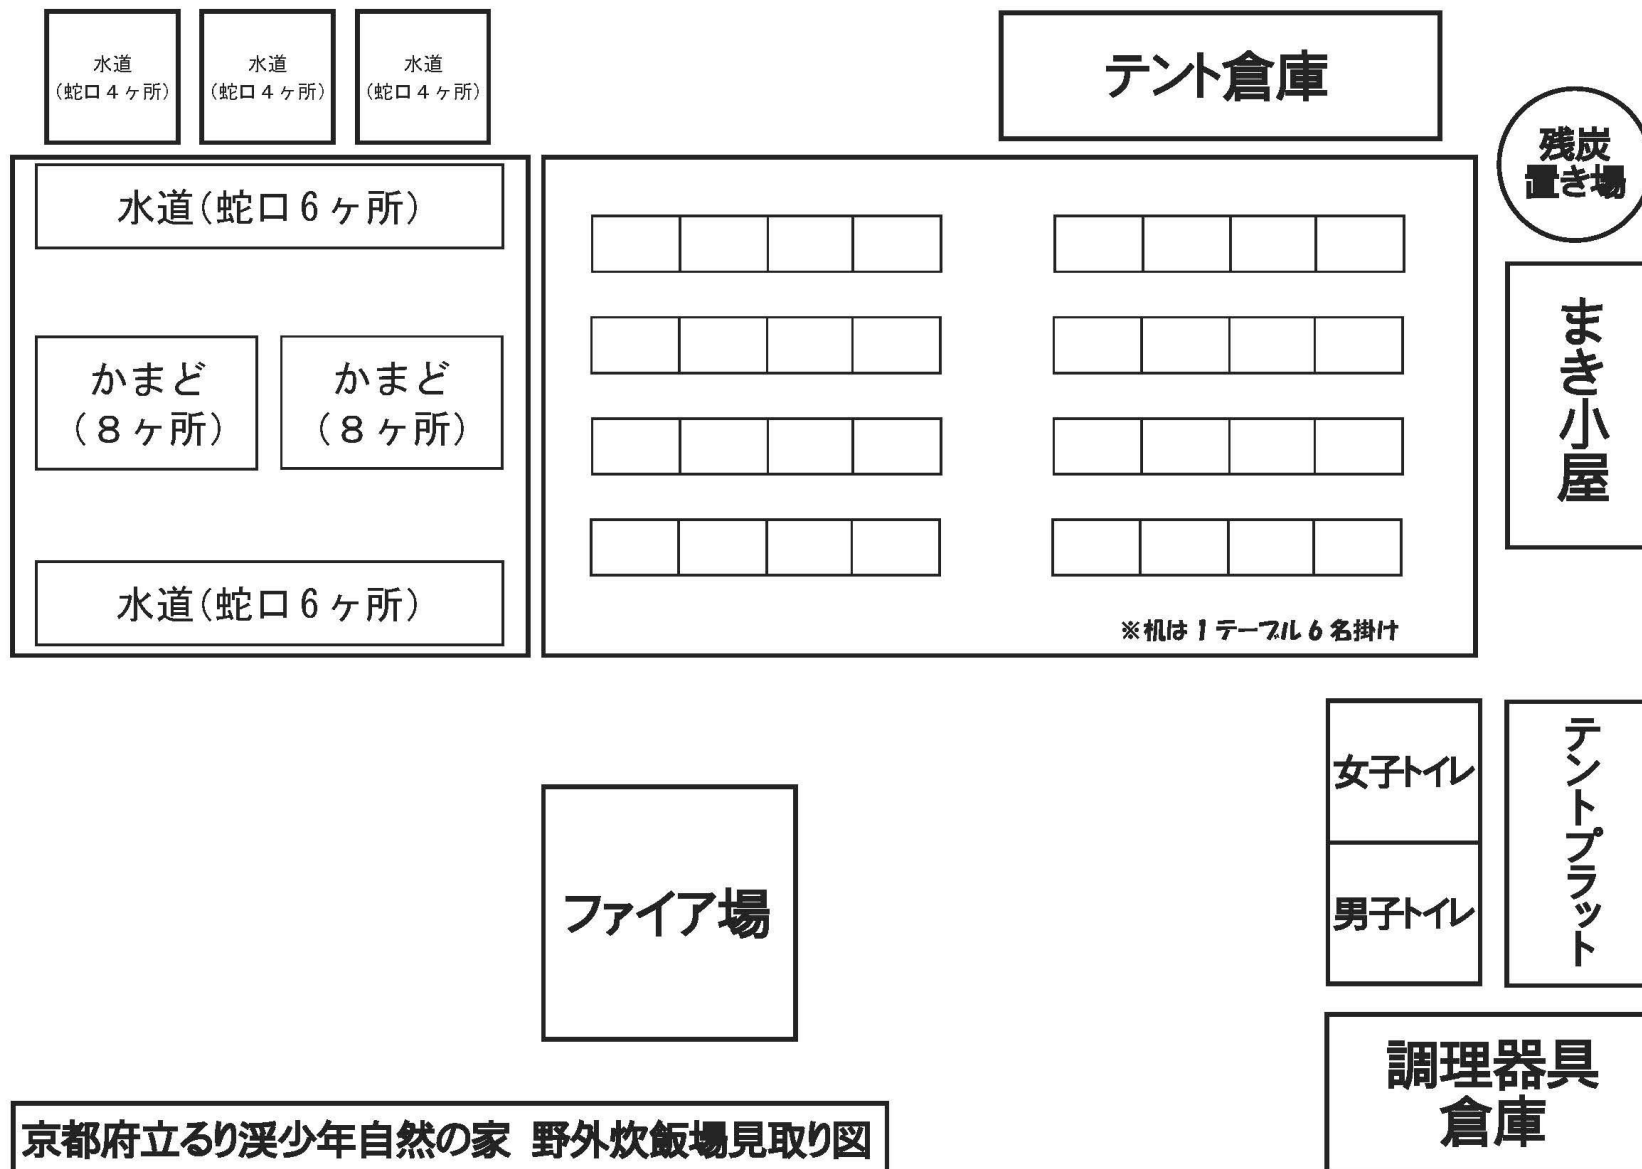 水道
(蛇口４ヶ所)
水道
(蛇口４ヶ所)
水道
(蛇口４ヶ所)
テント倉庫
残炭
置き場
水道(蛇口６ヶ所)
かまど
(８ヶ所)
かまど
(８ヶ所)
水道(蛇口６ヶ所)
※机は１テーブル６名掛け
まき小屋
女子トイレ
男子トイレ
テントプラット
ファイア場
調理器具
倉庫
京都府立るり渓少年自然の家 野外炊飯場見取り図